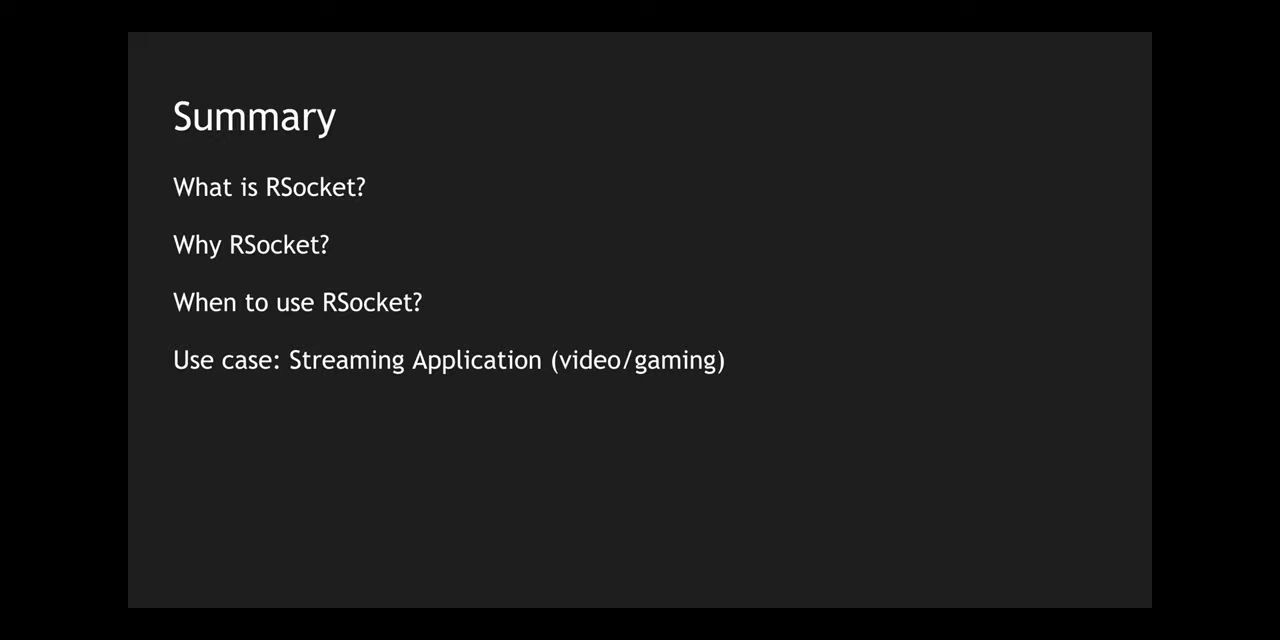 Summary
What is RSocket?
Why RSocket?
When to use RSocket?
Use case: Streaming Application (video/gaming)